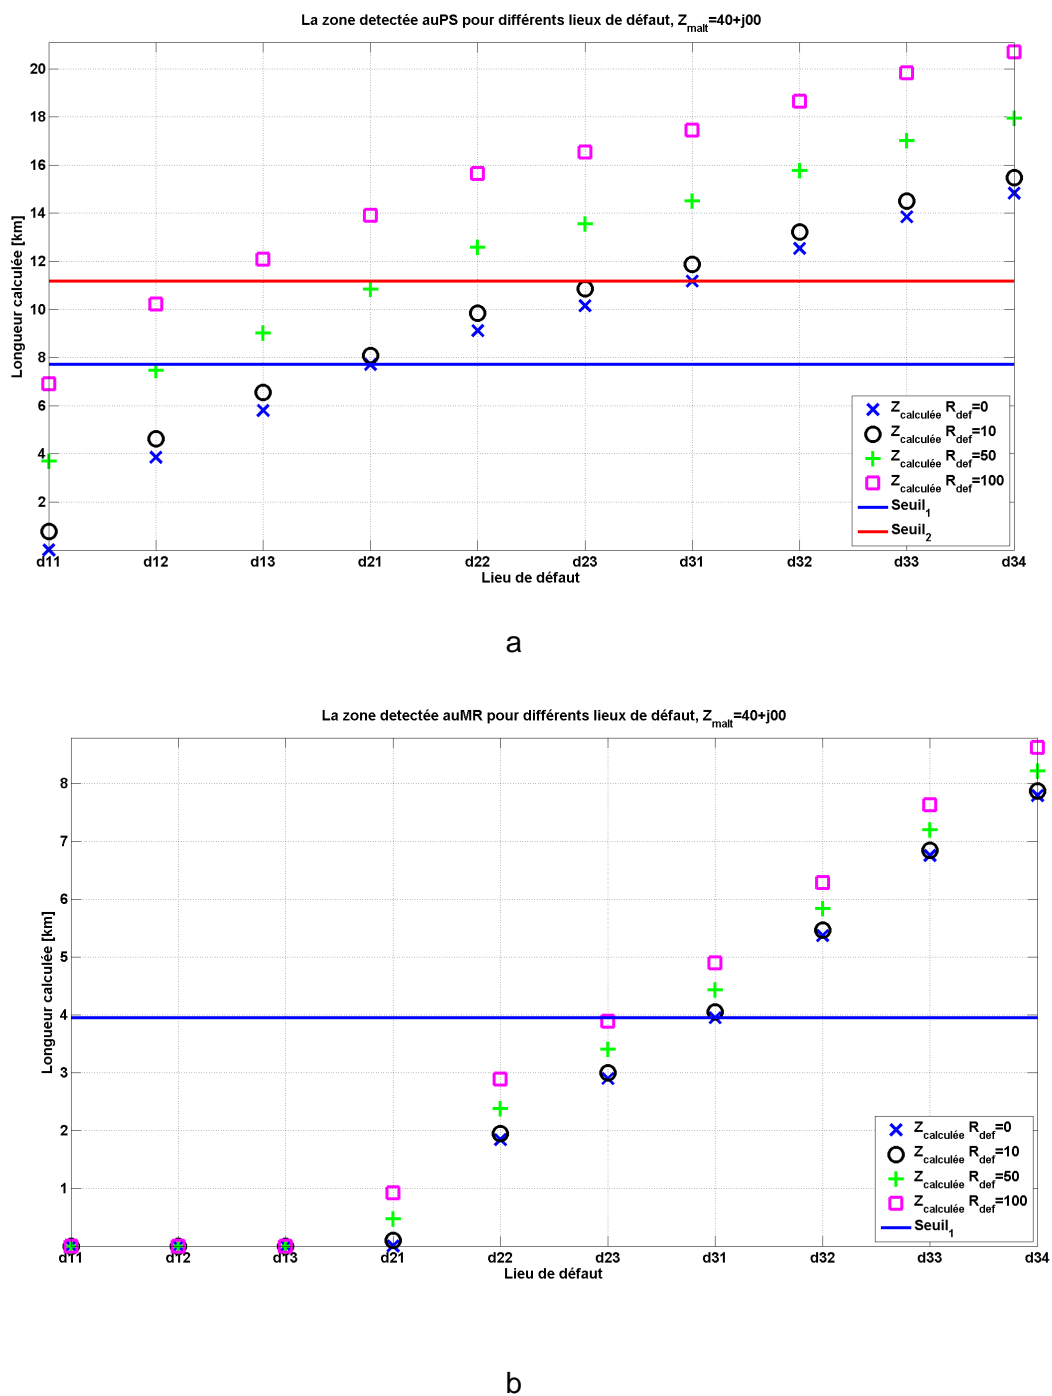 La zone detectée auPS pour différents lieux de défaut, Zmalt=40+j00
Longueur calculée [km]
20
18
16
14
12
10
8
6
4
2
Zcalculée Rdef=0
Zcalculée Rdef=10
Zcalculée Rdef=50
Zcalculée Rdef=100
Seuil1
Seuil2
d11 d12 d13 d21 d22 d23 d31 d32 d33 d34
Lieu de défaut
a
La zone detectée auMR pour différents lieux de défaut, Zmalt=40+j00
Longueur calculée [km]
8
7
6
5
4
3
2
1
Zcalculée Rdef=0
Zcalculée Rdef=10
Zcalculée Rdef=50
Zcalculée Rdef=100
Seuil1
d11 d12 d13 d21 d22 d23 d31 d32 d33 d34
Lieu de défaut
b